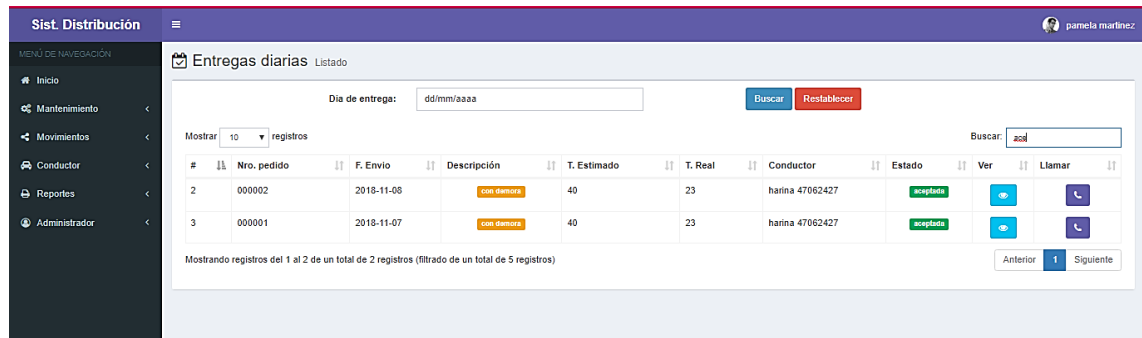 Sist. Distribución
pamela martinez
MENÚ DE NAVEGACIÓN
Inicio
Mantenimiento
Movimientos
Conductor
Reportes
Administrador
Entregas diarias Listado
Dia de entrega: dd/mm/aaaa Buscar Restablecer
Mostrar 10 registros Buscar: ace
# Nro. pedido F. Envio Descripción T. Estimado T. Real Conductor Estado Ver Llamar
2 000002 2018-11-08 con demora 40 23 harina 47062427 aceptada
3 000001 2018-11-07 con demora 40 23 harina 47062427 aceptada
Mostrando registros del 1 al 2 de un total de 2 registros (filtrado de un total de 5 registros) Anterior 1 Siguiente